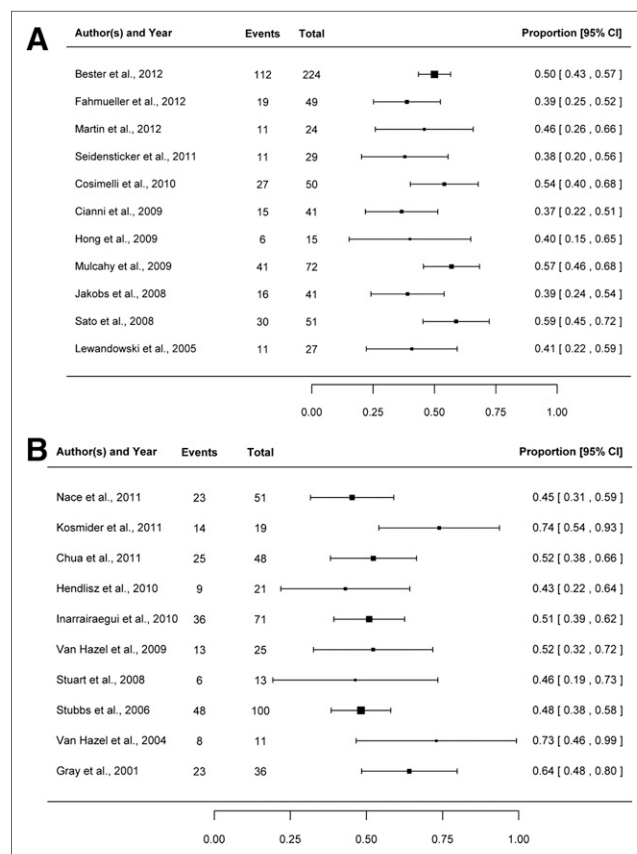 A
Author(s) and Year Events Total Proportion [95% CI]
Bester et al., 2012 112 224 0.50 [ 0.43 , 0.57 ]
Fahmueller et al., 2012 19 49 0.39 [ 0.25 , 0.52 ]
Martin et al., 2012 11 24 0.46 [ 0.26 , 0.66 ]
Seidensticker et al., 2011 11 29 0.38 [ 0.20 , 0.56 ]
Cosimelli et al., 2010 27 50 0.54 [ 0.40 , 0.68 ]
Cianni et al., 2009 15 41 0.37 [ 0.22 , 0.51 ]
Hong et al., 2009 6 15 0.40 [ 0.15 , 0.65 ]
Mulcahy et al., 2009 41 72 0.57 [ 0.46 , 0.68 ]
Jakobs et al., 2008 16 41 0.39 [ 0.24 , 0.54 ]
Sato et al., 2008 30 51 0.59 [ 0.45 , 0.72 ]
Lewandowski et al., 2005 11 27 0.41 [ 0.22 , 0.59 ]
0.00 0.25 0.50 0.75 1.00
B
Author(s) and Year Events Total Proportion [95% CI]
Nace et al., 2011 23 51 0.45 [ 0.31 , 0.59 ]
Kosmider et al., 2011 14 19 0.74 [ 0.54 , 0.93 ]
Chua et al., 2011 25 48 0.52 [ 0.38 , 0.66 ]
Hendlisz et al., 2010 9 21 0.43 [ 0.22 , 0.64 ]
Inarrairaegui et al., 2010 36 71 0.51 [ 0.39 , 0.62 ]
Van Hazel et al., 2009 13 25 0.52 [ 0.32 , 0.72 ]
Stuart et al., 2008 6 13 0.46 [ 0.19 , 0.73 ]
Stubbs et al., 2006 48 100 0.48 [ 0.38 , 0.58 ]
Van Hazel et al., 2004 8 11 0.73 [ 0.46 , 0.99 ]
Gray et al., 2001 23 36 0.64 [ 0.48 , 0.80 ]
0.00 0.25 0.50 0.75 1.00